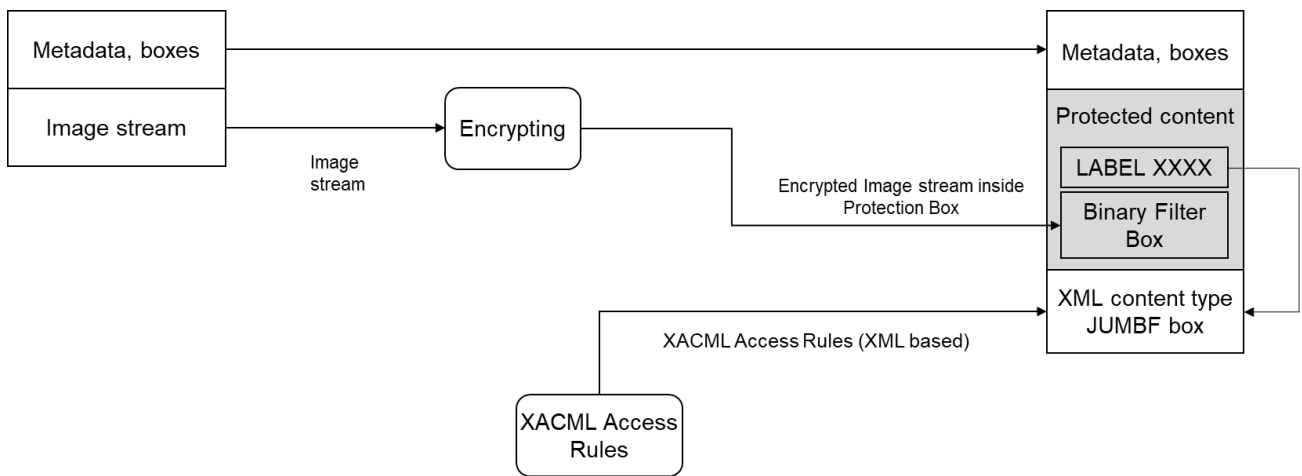 Metadata, boxes
Image stream
Image
stream
Encrypting
Encrypted Image stream inside
Protection Box
Metadata, boxes
Protected content
LABEL XXXX
Binary Filter
Box
XML content type
JUMBF box
XACML Access Rules (XML based)
XACML Access
Rules